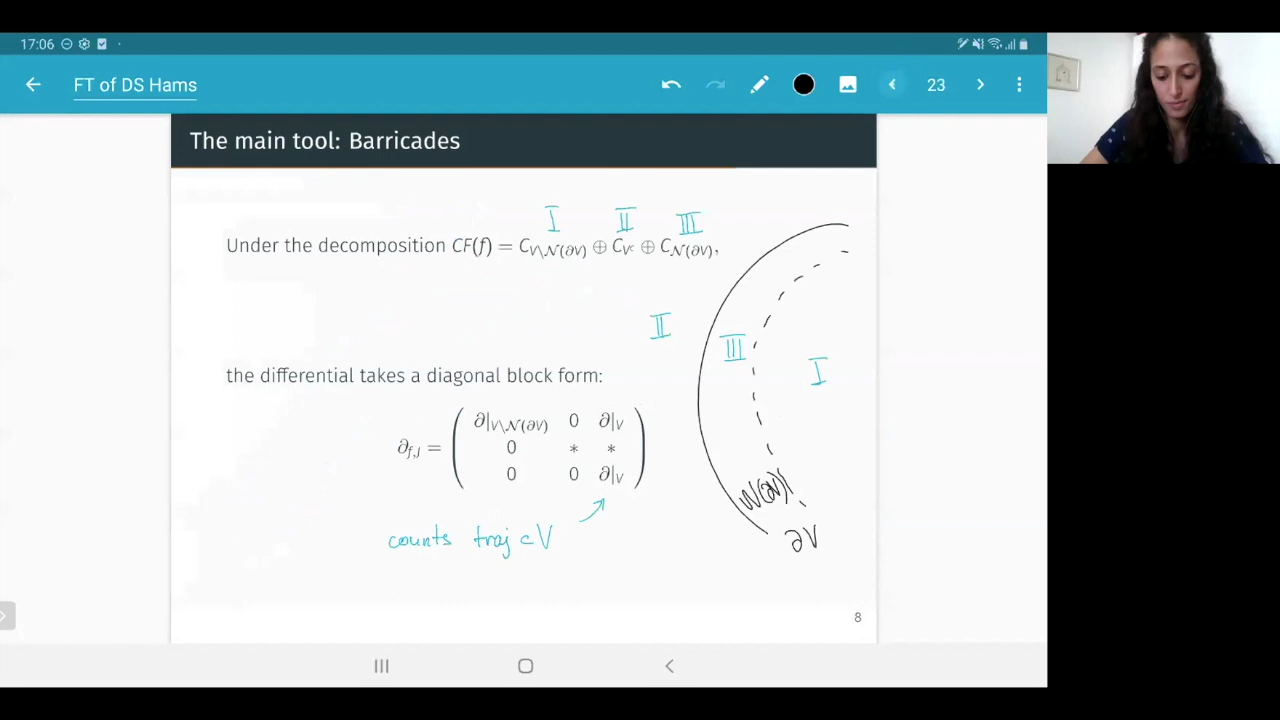 17:06
FT of DS Hams
23
The main tool: Barricades
I II III
Under the decomposition CF(f) = C_{V\𝒩(∂V)} ⊕ C_{V^c} ⊕ C_{𝒩(∂V)},
II
III
I
the differential takes a diagonal block form:
∂_{f,J} = ( ∂|_{V\𝒩(∂V)} 0 ∂|_V
0 * *
0 0 ∂|_V )
𝒩(∂V)
counts traj ⊂ V
∂V
8